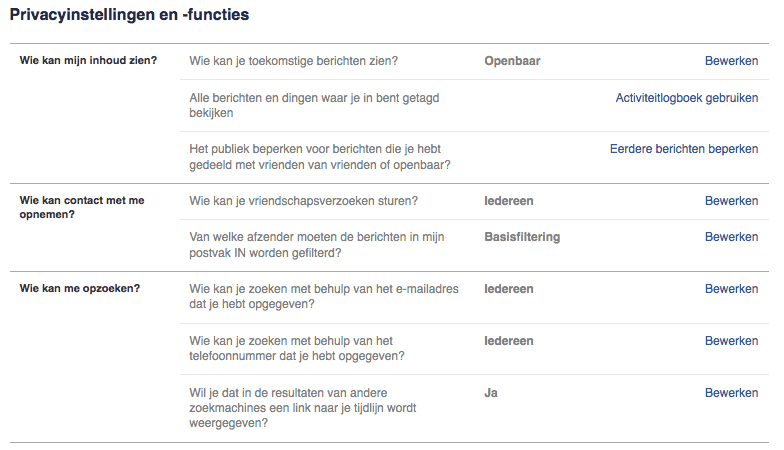 Privacyinstellingen en -functies
Wie kan mijn inhoud zien?
Wie kan je toekomstige berichten zien?
Openbaar
Bewerken
Alle berichten en dingen waar je in bent getagd
bekijken
Activiteitlogboek gebruiken
Het publiek beperken voor berichten die je hebt
gedeeld met vrienden van vrienden of openbaar?
Eerdere berichten beperken
Wie kan contact met me
opnemen?
Wie kan je vriendschapsverzoeken sturen?
Iedereen
Bewerken
Van welke afzender moeten de berichten in mijn
postvak IN worden gefilterd?
Basisfiltering
Bewerken
Wie kan me opzoeken?
Wie kan je zoeken met behulp van het e-mailadres
dat je hebt opgegeven?
Iedereen
Bewerken
Wie kan je zoeken met behulp van het
telefoonnummer dat je hebt opgegeven?
Iedereen
Bewerken
Wil je dat in de resultaten van andere
zoekmachines een link naar je tijdlijn wordt
weergegeven?
Ja
Bewerken